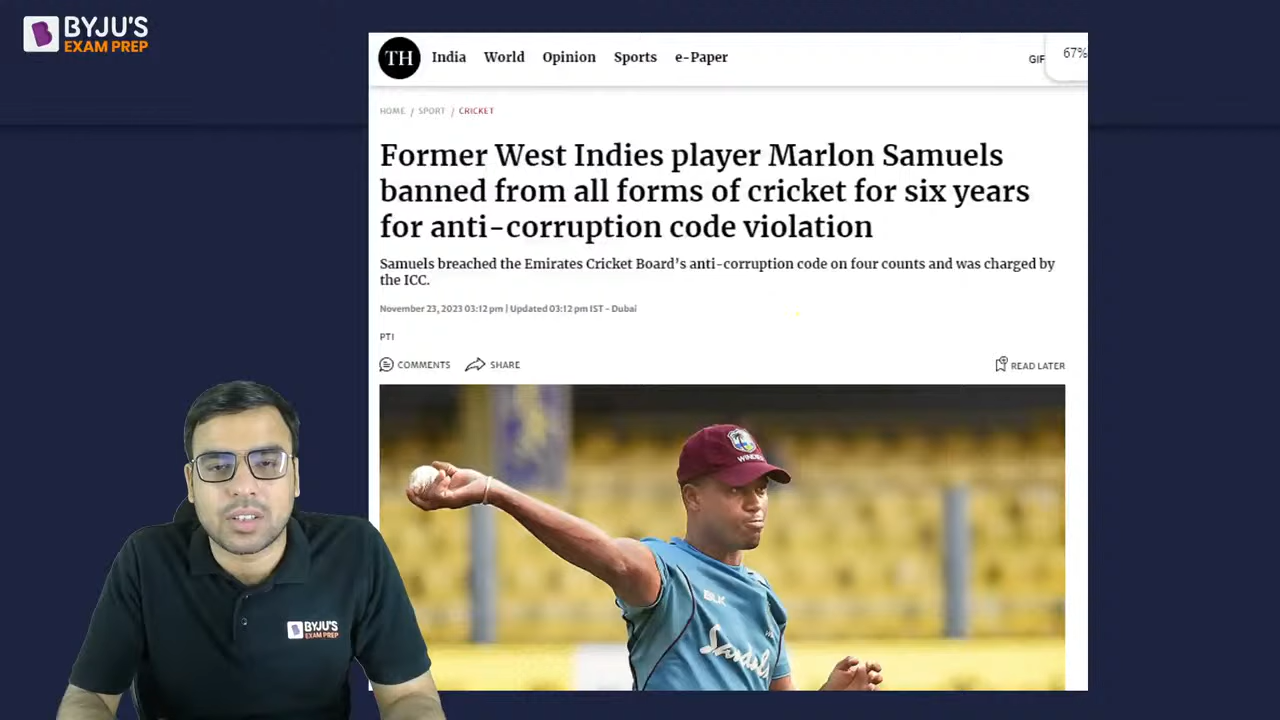 BYJU'S
EXAM PREP
TH India World Opinion Sports e-Paper
GIF
67%
HOME / SPORT / CRICKET
Former West Indies player Marlon Samuels
banned from all forms of cricket for six years
for anti-corruption code violation
Samuels breached the Emirates Cricket Board's anti-corruption code on four counts and was charged by
the ICC.
November 23, 2023 03:12 pm | Updated 03:12 pm IST - Dubai
PTI
COMMENTS SHARE READ LATER
WINDIES
BLK
Sandals
BYJU'S
EXAM PREP